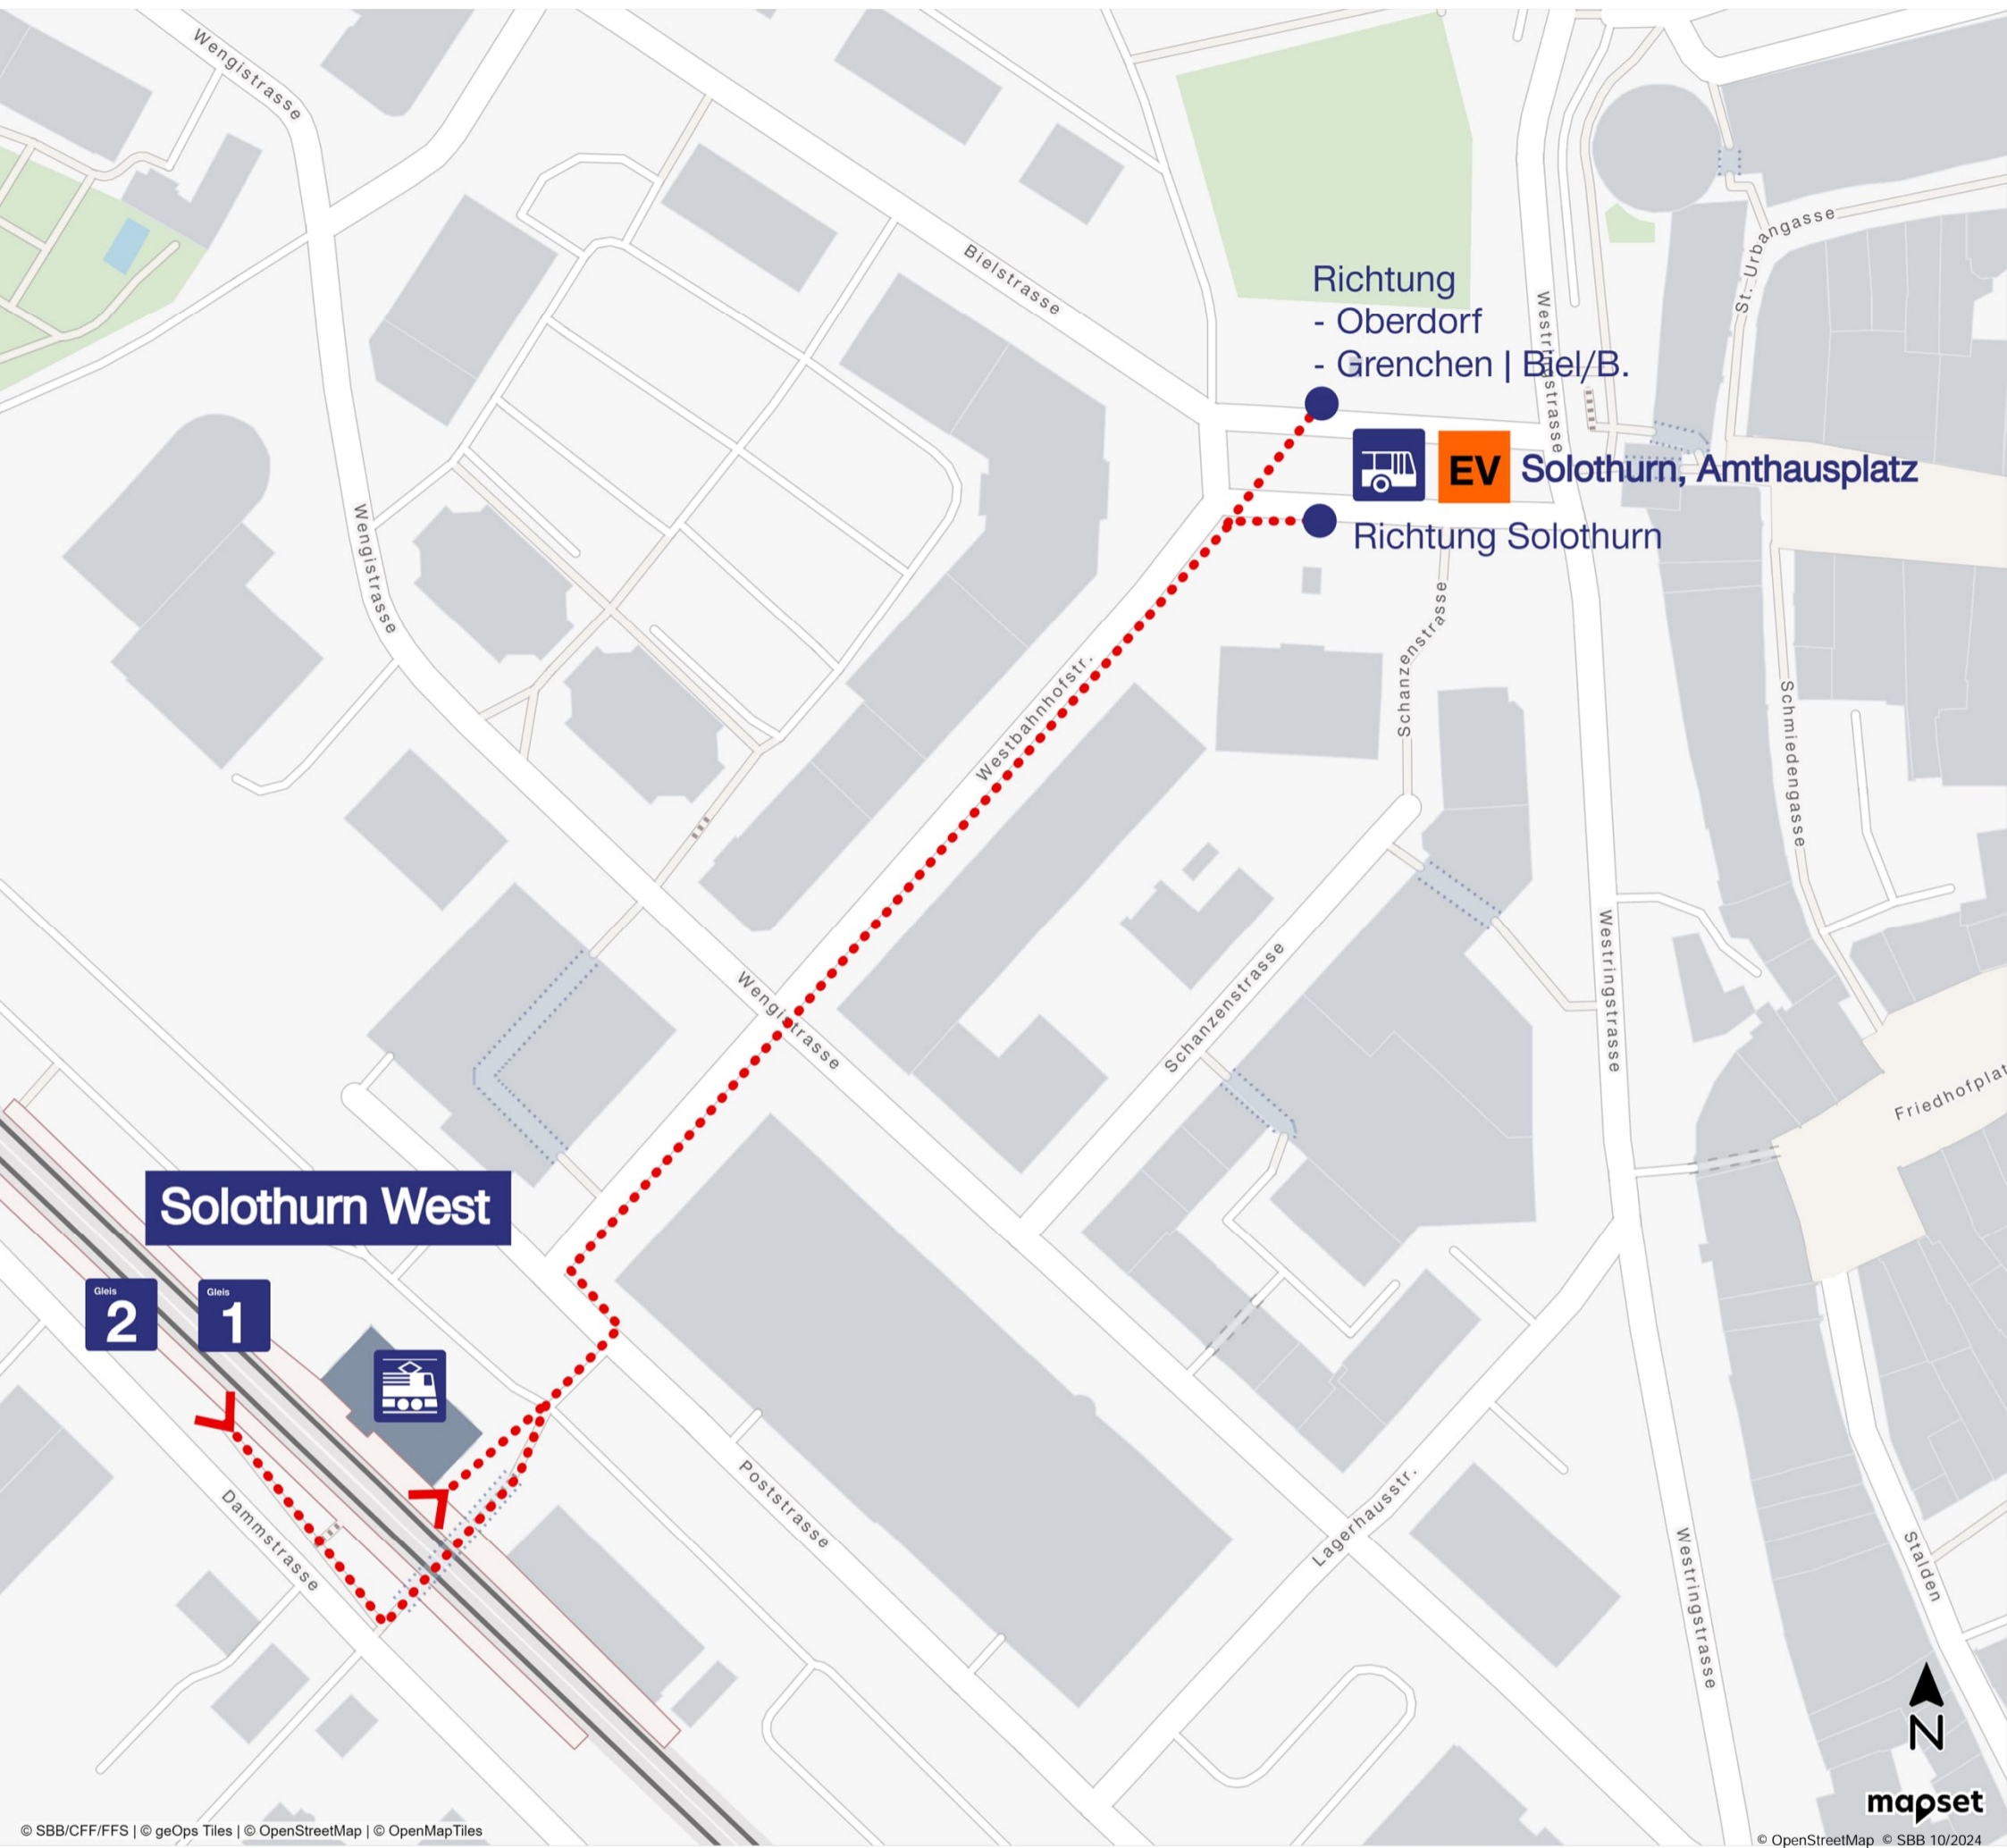 Wengistrasse
Bielstrasse
St. Urbangasse
Richtung
- Oberdorf
- Grenchen | Biel/B.
Westringstrasse
EV
Solothurn, Amthausplatz
Richtung Solothurn
Wengistrasse
Schanzenstrasse
Westbahnhofstr.
Schmiedengasse
Wengistrasse
Schanzenstrasse
Westringstrasse
Friedhofplat
Solothurn West
Gleis
2
Gleis
1
Dammstrasse
Poststrasse
Lagerhausstr.
Westringstrasse
Stalden
N
mapset
© SBB/CFF/FFS | © geOps Tiles | © OpenStreetMap | © OpenMapTiles
© OpenStreetMap © SBB 10/2024